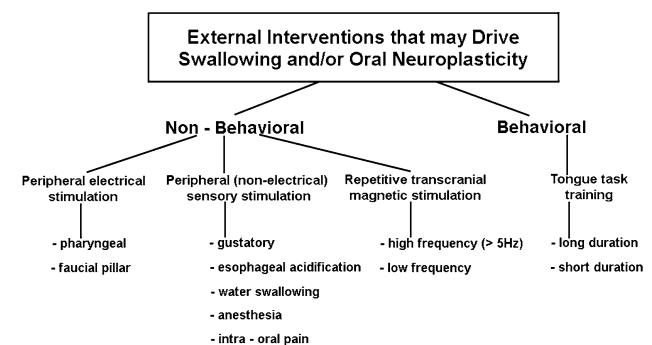 External Interventions that may Drive
Swallowing and/or Oral Neuroplasticity
Non - Behavioral
Behavioral
Peripheral electrical
stimulation
Peripheral (non-electrical)
sensory stimulation
Repetitive transcranial
magnetic stimulation
Tongue task
training
- pharyngeal
- faucial pillar
- gustatory
- esophageal acidification
- water swallowing
- anesthesia
- intra - oral pain
- high frequency (> 5Hz)
- low frequency
- long duration
- short duration